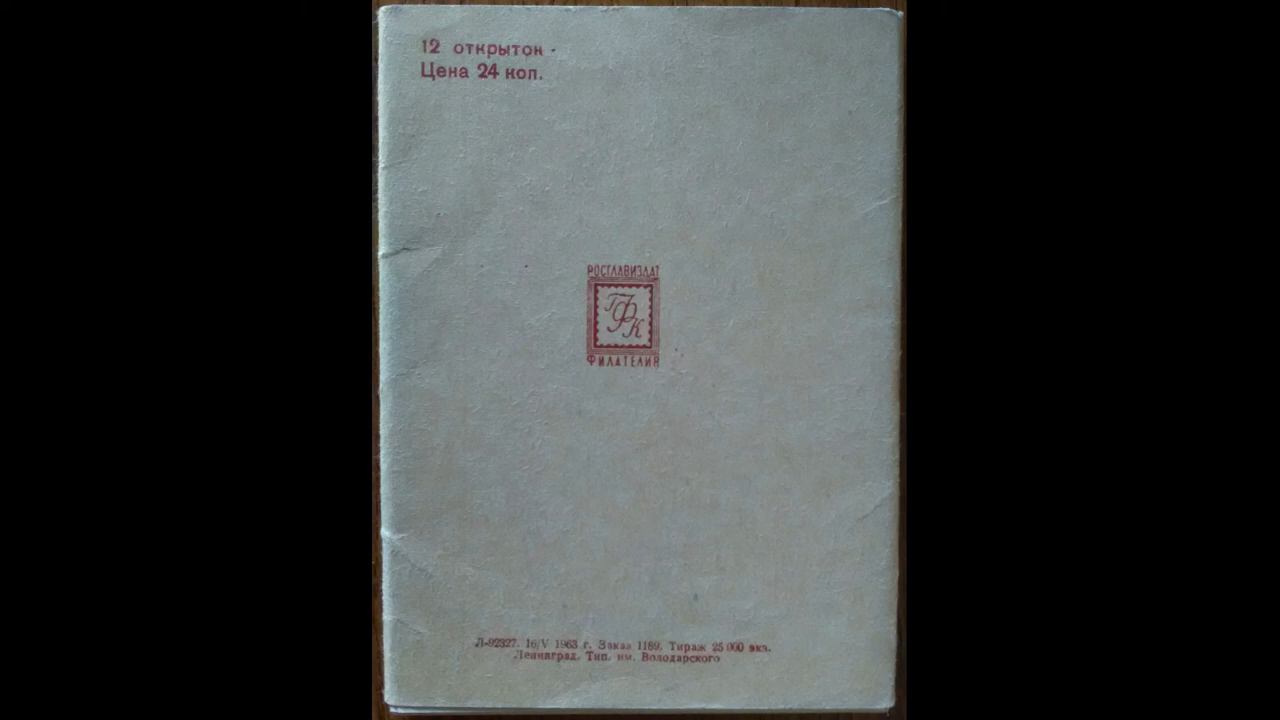 12 открыток
Цена 24 коп.
РОСГЛАВИЗДАТ
ГФК
ФИЛАТЕЛИЯ
Л-92327. 16/V 1963 г. Заказ 1189. Тираж 25 000 экз.
Ленинград. Тип. им. Володарского